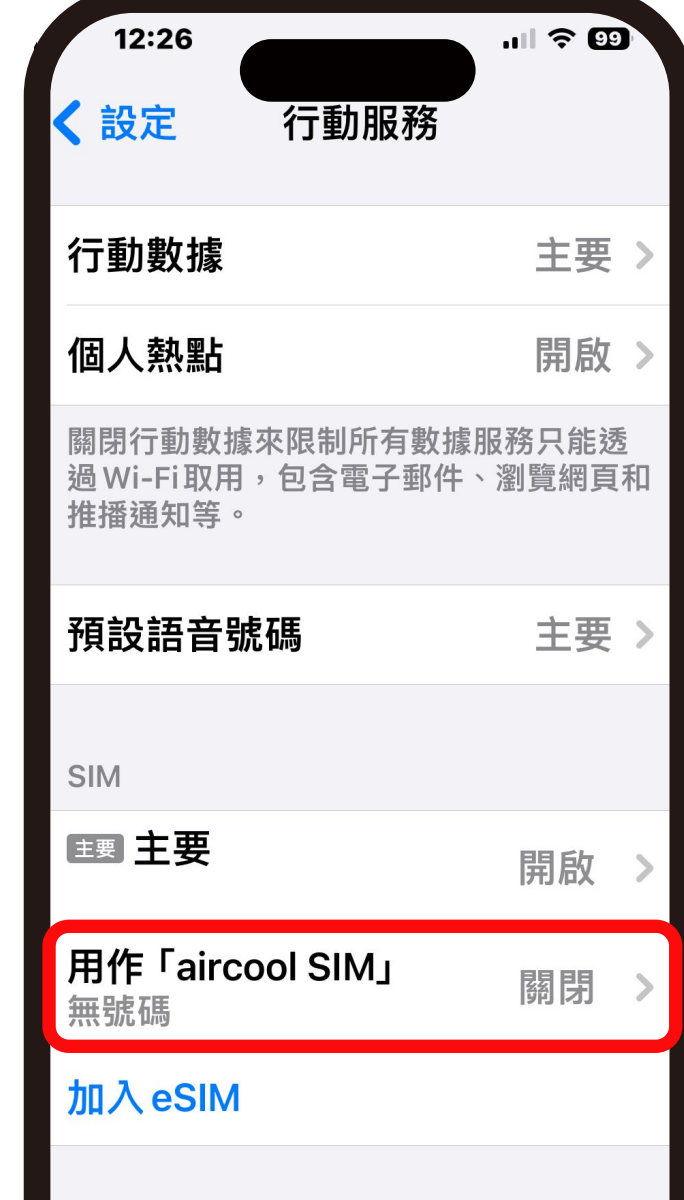 12:26
99
設定
行動服務
行動數據 主要
個人熱點 開啟
關閉行動數據來限制所有數據服務只能透
過 Wi-Fi 取用，包含電子郵件、瀏覽網頁和
推播通知等。
預設語音號碼 主要
SIM
主要 主要 開啟
用作「aircool SIM」 關閉
無號碼
加入 eSIM